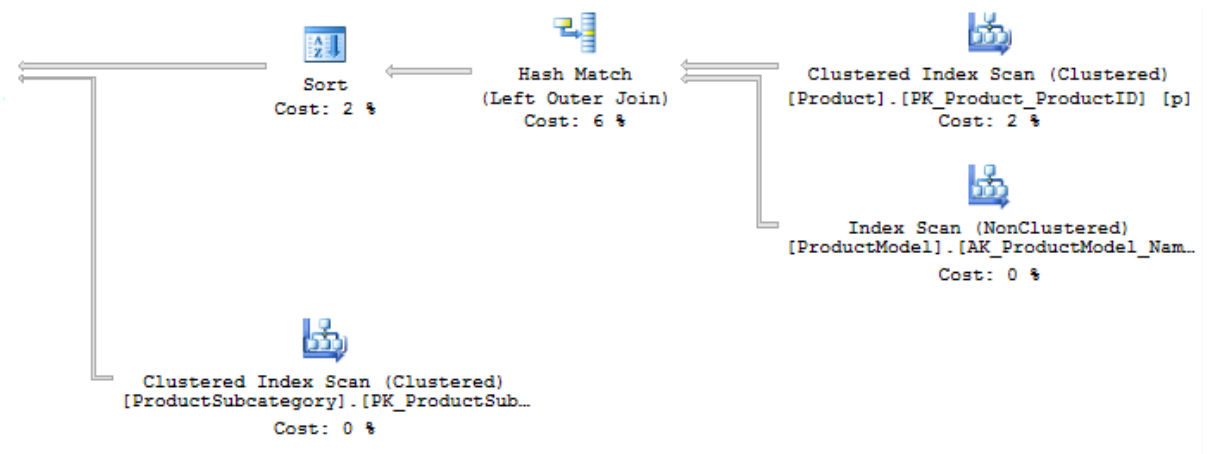 Sort
Cost: 2 %
Hash Match
(Left Outer Join)
Cost: 6 %
Clustered Index Scan (Clustered)
[Product].[PK_Product_ProductID] [p]
Cost: 2 %
Index Scan (NonClustered)
[ProductModel].[AK_ProductModel_Nam…
Cost: 0 %
Clustered Index Scan (Clustered)
[ProductSubcategory].[PK_ProductSub…
Cost: 0 %